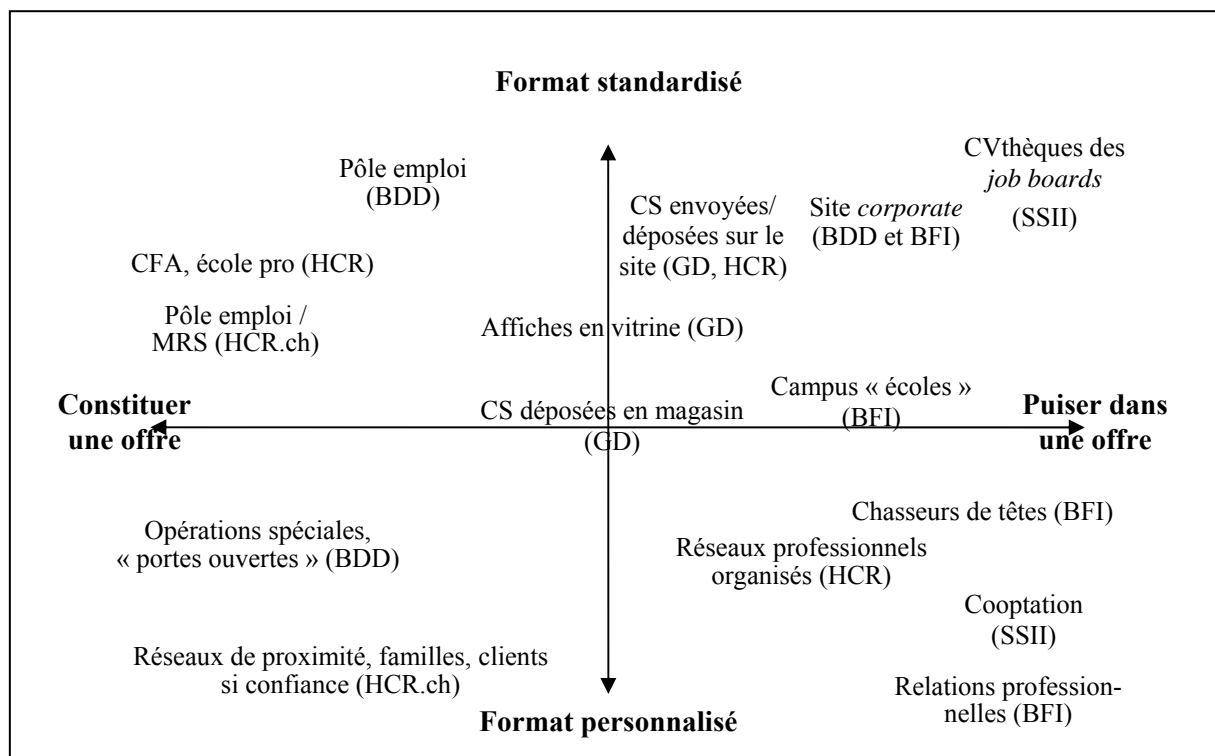 Format standardisé
Pôle emploi
(BDD)
CS envoyées/
déposées sur le
site (GD, HCR)
Site corporate
(BDD et BFI)
CVthèques des
job boards
(SSII)
CFA, école pro (HCR)
Pôle emploi /
MRS (HCR.ch)
Affiches en vitrine (GD)
Constituer
une offre
CS déposées en magasin
(GD)
Campus « écoles »
(BFI)
Puiser dans
une offre
Opérations spéciales,
« portes ouvertes » (BDD)
Chasseurs de têtes (BFI)
Réseaux professionnels
organisés (HCR)
Cooptation
(SSII)
Réseaux de proximité, familles, clients
si confiance (HCR.ch)
Relations profession-
nelles (BFI)
Format personnalisé